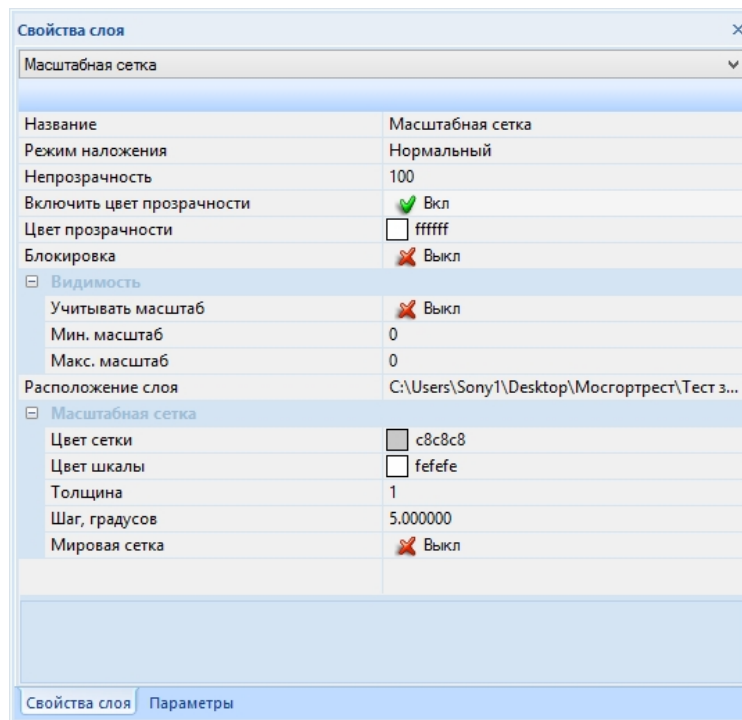 Свойства слоя
Масштабная сетка
Название Масштабная сетка
Режим наложения Нормальный
Непрозрачность 100
Включить цвет прозрачности Вкл
Цвет прозрачности ffffff
Блокировка Выкл
Видимость
Учитывать масштаб Выкл
Мин. масштаб 0
Макс. масштаб 0
Расположение слоя C:\Users\Sony1\Desktop\Мосгортрест\Тест з...
Масштабная сетка
Цвет сетки c8c8c8
Цвет шкалы fefefe
Толщина 1
Шаг, градусов 5.000000
Мировая сетка Выкл
Свойства слоя Параметры